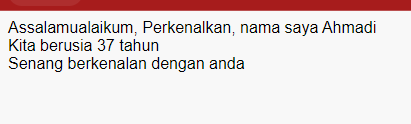 Assalamualaikum, Perkenalkan, nama saya Ahmadi
Kita berusia 37 tahun
Senang berkenalan dengan anda